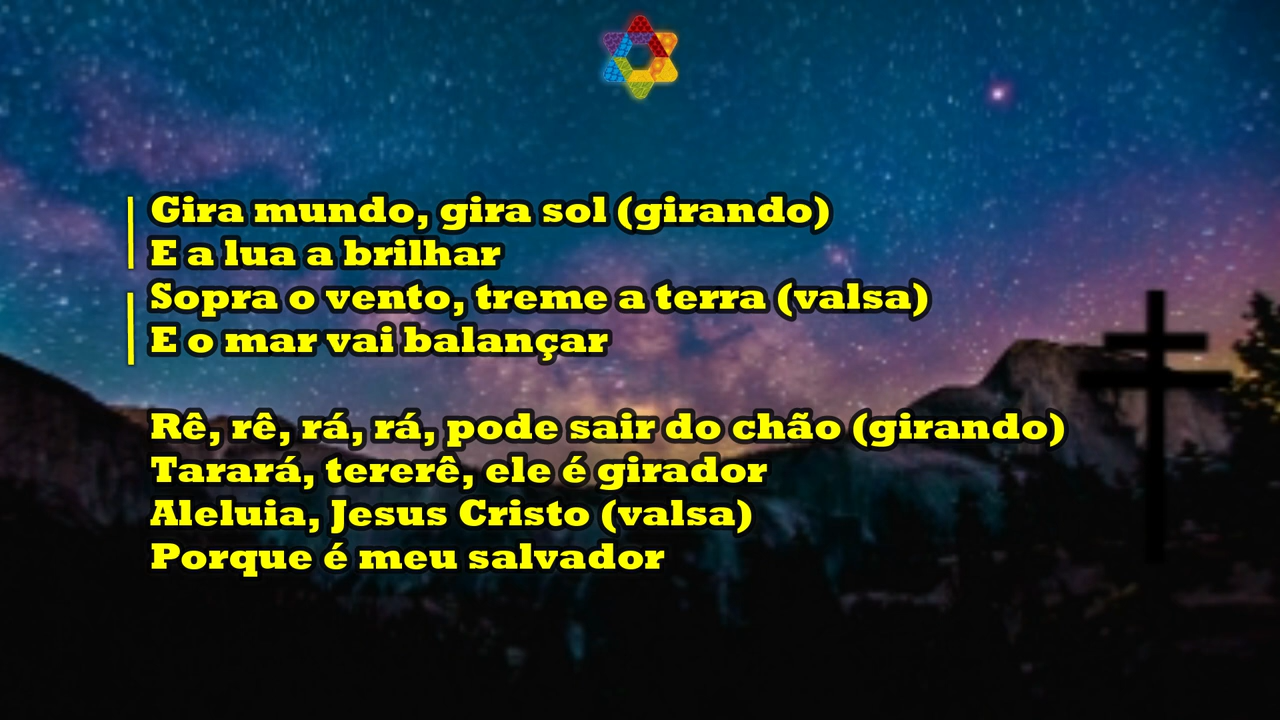 Gira mundo, gira sol (girando)
E a lua a brilhar
Sopra o vento, treme a terra (valsa)
E o mar vai balançar
Rê, rê, rá, rá, pode sair do chão (girando)
Tarará, tererê, ele é girador
Aleluia, Jesus Cristo (valsa)
Porque é meu salvador